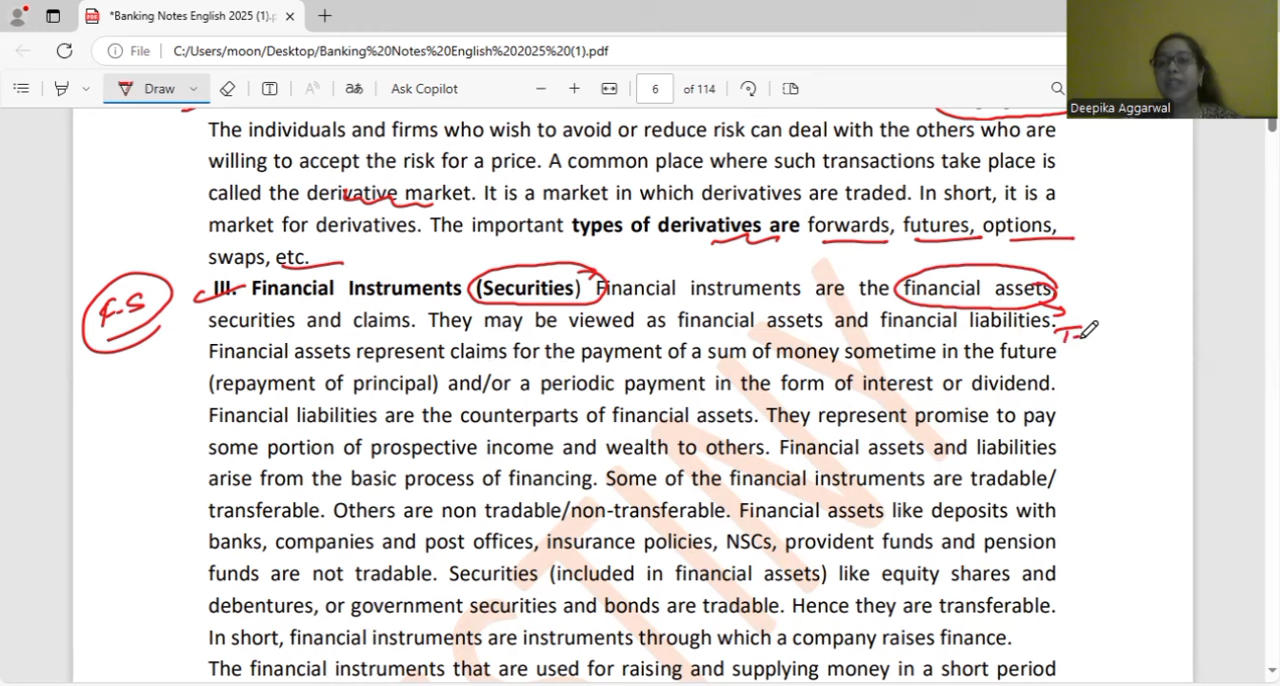 *Banking Notes English 2025 (1).p
File C:/Users/moon/Desktop/Banking%20Notes%20English%202025%20(1).pdf
Draw aあ Ask Copilot 6 of 114
Deepika Aggarwal
The individuals and firms who wish to avoid or reduce risk can deal with the others who are
willing to accept the risk for a price. A common place where such transactions take place is
called the derivative market. It is a market in which derivatives are traded. In short, it is a
market for derivatives. The important types of derivatives are forwards, futures, options,
swaps, etc.
III. Financial Instruments (Securities) Financial instruments are the financial assets
F-S
securities and claims. They may be viewed as financial assets and financial liabilities.
Financial assets represent claims for the payment of a sum of money sometime in the future
(repayment of principal) and/or a periodic payment in the form of interest or dividend.
Financial liabilities are the counterparts of financial assets. They represent promise to pay
some portion of prospective income and wealth to others. Financial assets and liabilities
arise from the basic process of financing. Some of the financial instruments are tradable/
transferable. Others are non tradable/non-transferable. Financial assets like deposits with
banks, companies and post offices, insurance policies, NSCs, provident funds and pension
funds are not tradable. Securities (included in financial assets) like equity shares and
debentures, or government securities and bonds are tradable. Hence they are transferable.
In short, financial instruments are instruments through which a company raises finance.
The financial instruments that are used for raising and supplying money in a short period